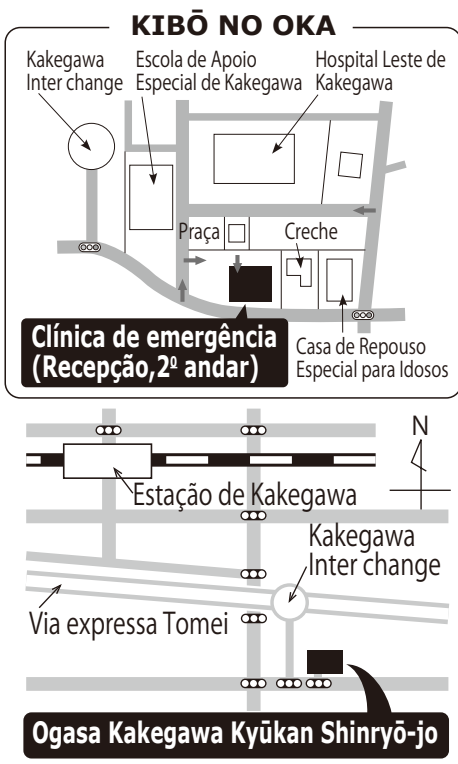 KIBŌ NO OKA
Kakegawa
Inter change
Escola de Apoio
Especial de Kakegawa
Hospital Leste de
Kakegawa
Praça
Creche
Clínica de emergência
(Recepção,2º andar)
Casa de Repouso
Especial para Idosos
N
Estação de Kakegawa
Kakegawa
Inter change
Via expressa Tomei
Ogasa Kakegawa Kyūkan Shinryō-jo